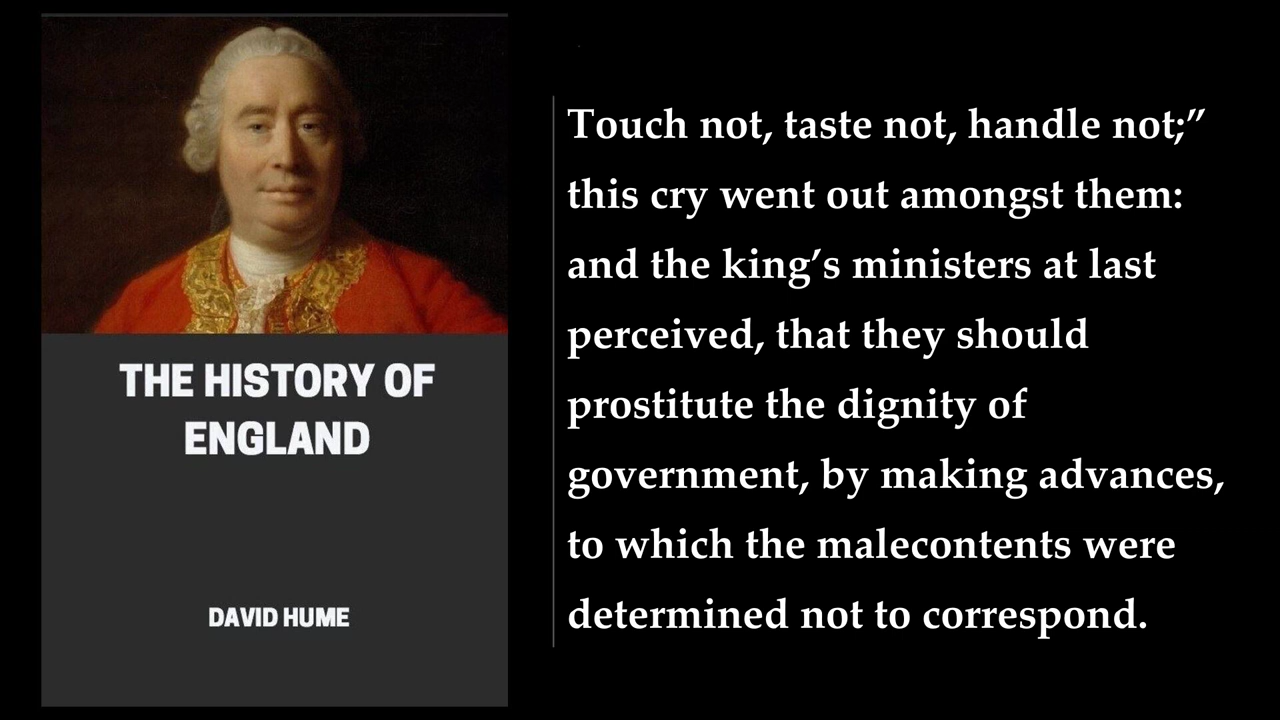 THE HISTORY OF
ENGLAND
DAVID HUME
Touch not, taste not, handle not;”
this cry went out amongst them:
and the king’s ministers at last
perceived, that they should
prostitute the dignity of
government, by making advances,
to which the malecontents were
determined not to correspond.